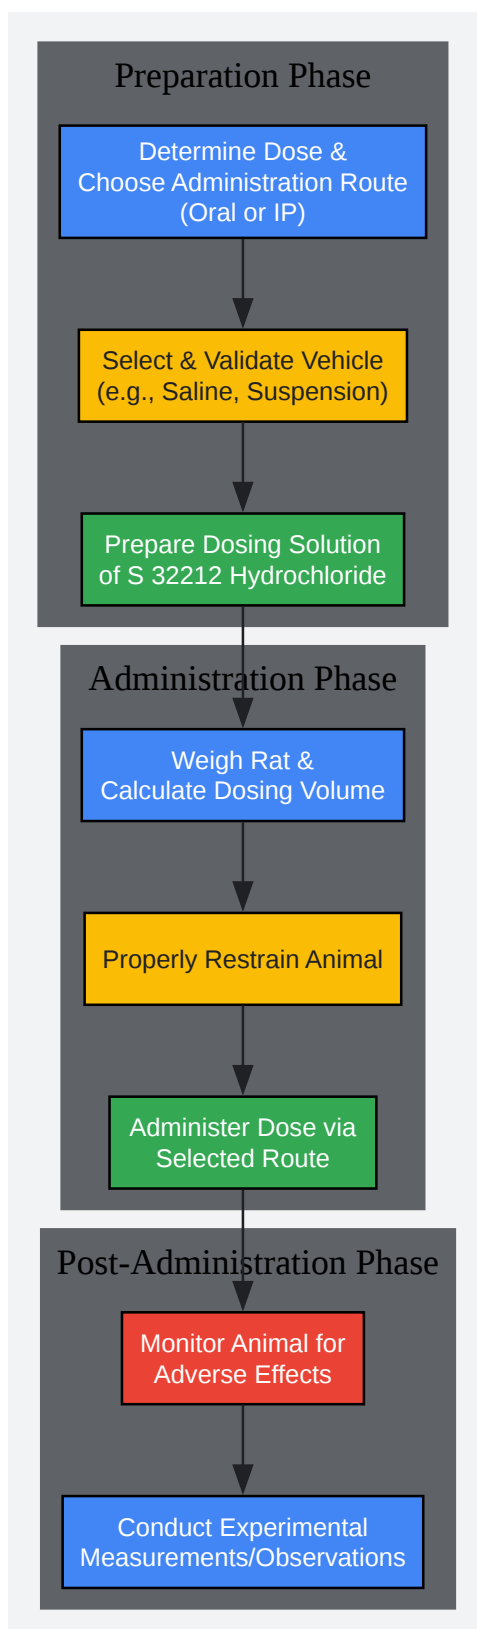 Preparation Phase
Determine Dose &
Choose Administration Route
(Oral or IP)
Select & Validate Vehicle
(e.g., Saline, Suspension)
Prepare Dosing Solution
of S 32212 Hydrochloride
Administration Phase
Weigh Rat &
Calculate Dosing Volume
Properly Restrain Animal
Administer Dose via
Selected Route
Post-Administration Phase
Monitor Animal for
Adverse Effects
Conduct Experimental
Measurements/Observations